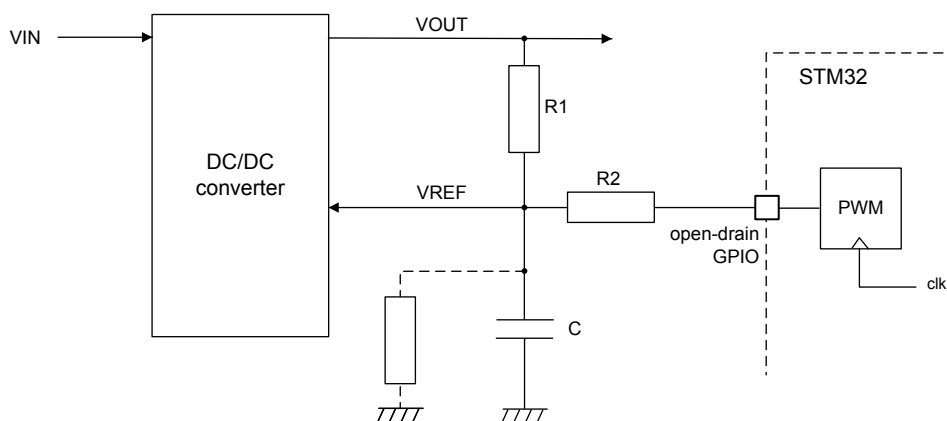 VIN
VOUT
STM32
R1
DC/DC
converter
R2
VREF
PWM
open-drain
GPIO
clk
C